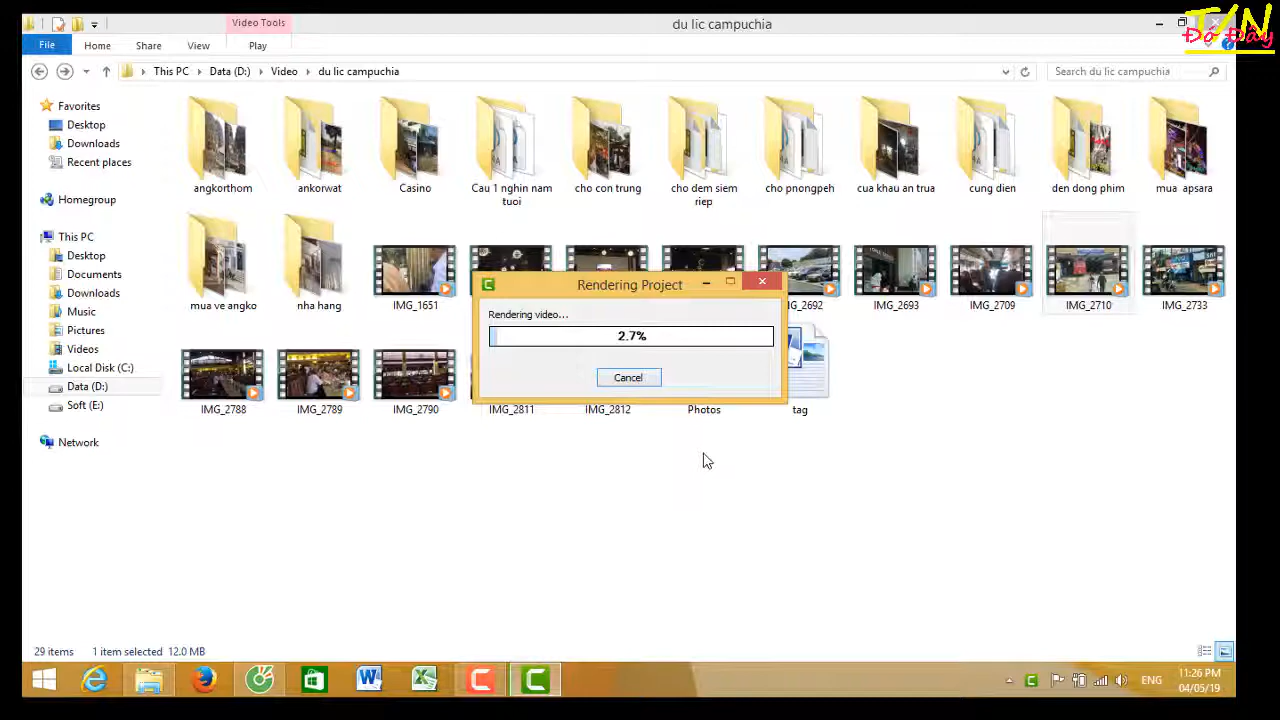 Video Tools
du lic campuchia
T/N
Đó Đây
File
Home
Share
View
Play
This PC
Data (D:)
Video
du lic campuchia
Search du lic campuchia
Favorites
Desktop
Downloads
Recent places
Homegroup
This PC
Desktop
Documents
Downloads
Music
Pictures
Videos
Local Disk (C:)
Data (D:)
Soft (E:)
Network
angkorthom
ankorwat
Casino
Cau 1 nghin nam
tuoi
cho con trung
cho dem siem
riep
cho pnongpeh
cua khau an trua
cung dien
den dong phim
mua apsara
mua ve angko
nha hang
IMG_1651
_2692
IMG_2693
IMG_2709
IMG_2710
IMG_2733
Rendering Project
Rendering video...
2.7%
Cancel
IMG_2788
IMG_2789
IMG_2790
IMG_2811
IMG_2812
Photos
tag
29 items
1 item selected 12.0 MB
ENG
11:26 PM
04/05/19